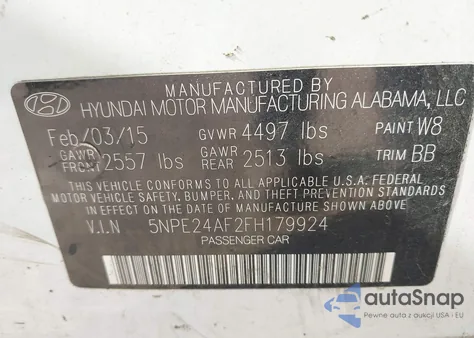 MANUFACTURED BY
HYUNDAI MOTOR MANUFACTURING ALABAMA, LLC
Feb/03/15 GVWR 4497 lbs PAINT W8
GAWR FRONT 2557 lbs GAWR REAR 2513 lbs TRIM BB
THIS VEHICLE CONFORMS TO ALL APPLICABLE U.S.A. FEDERAL
MOTOR VEHICLE SAFETY, BUMPER, AND THEFT PREVENTION
STANDARDS IN EFFECT ON THE DATE OF MANUFACTURE SHOWN ABOVE.
V.I.N 5NPE24AF2FH179924
PASSENGER CAR
autoSnap
Pewne auta z aukcji USA i EU